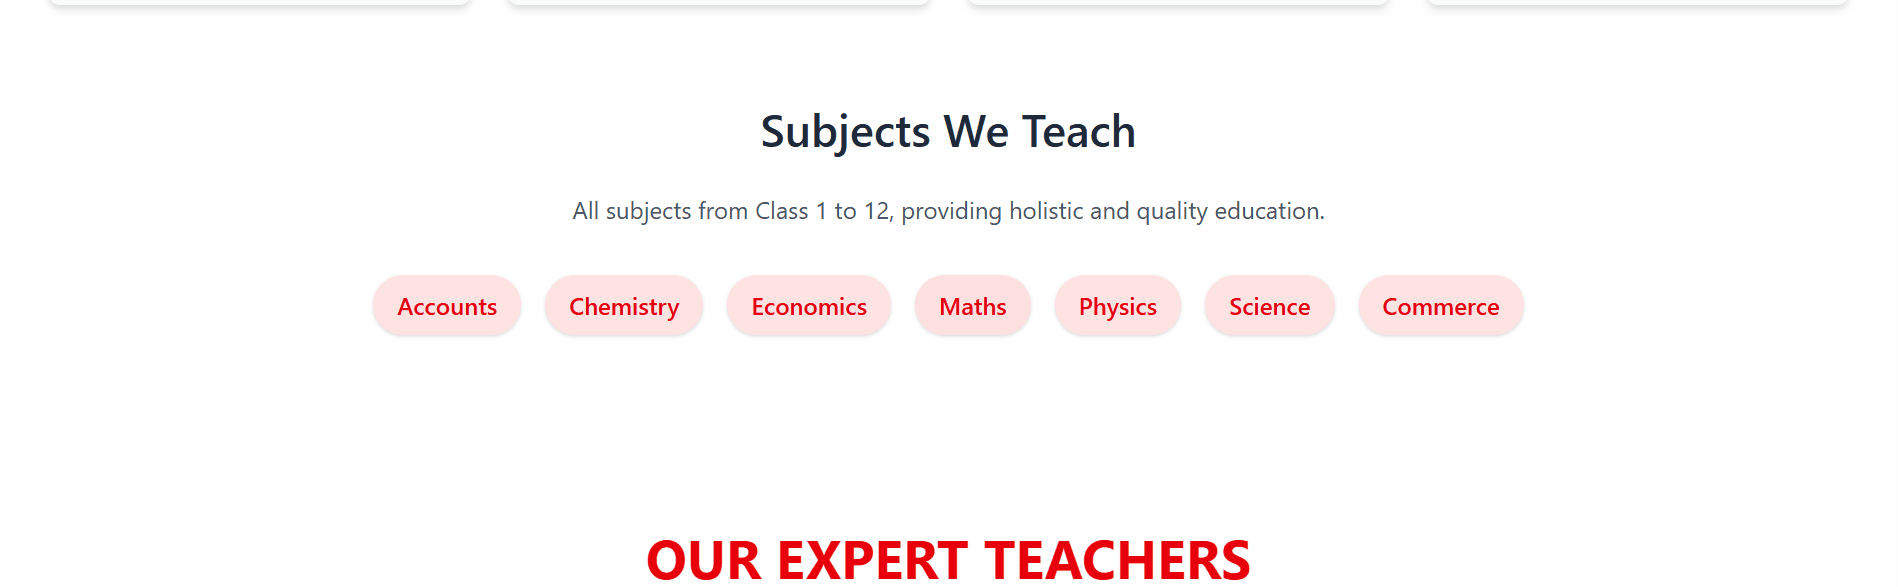 Subjects We Teach
All subjects from Class 1 to 12, providing holistic and quality education.
Accounts Chemistry Economics Maths Physics Science Commerce
OUR EXPERT TEACHERS